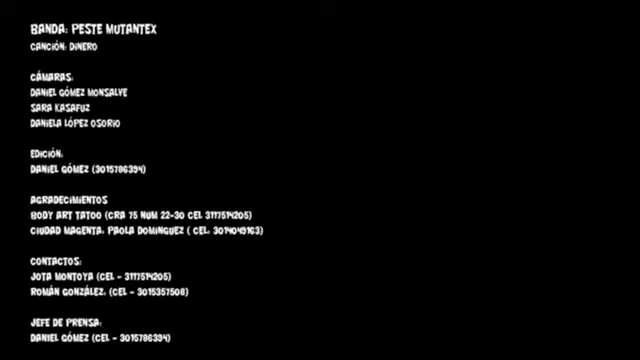 BANDA: PESTE MUTANTEX
CANCIÓN: DINERO
CÁMARAS:
DANIEL GÓMEZ MONSALVE
SARA KASAFUZ
DANIELA LÓPEZ OSORIO
EDICIÓN:
DANIEL GÓMEZ (3015786394)
AGRADECIMIENTOS
BODY ART TATOO (CRA 75 NUM 22-30 CEL 3117514205)
CIUDAD MAGENTA: PAOLA DOMINGUEZ ( CEL: 3014049163)
CONTACTOS:
JOTA MONTOYA (CEL - 3117514205)
ROMÁN GONZÁLEZ: (CEL - 3015357508)
JEFE DE PRENSA:
DANIEL GÓMEZ (CEL - 3015786394)